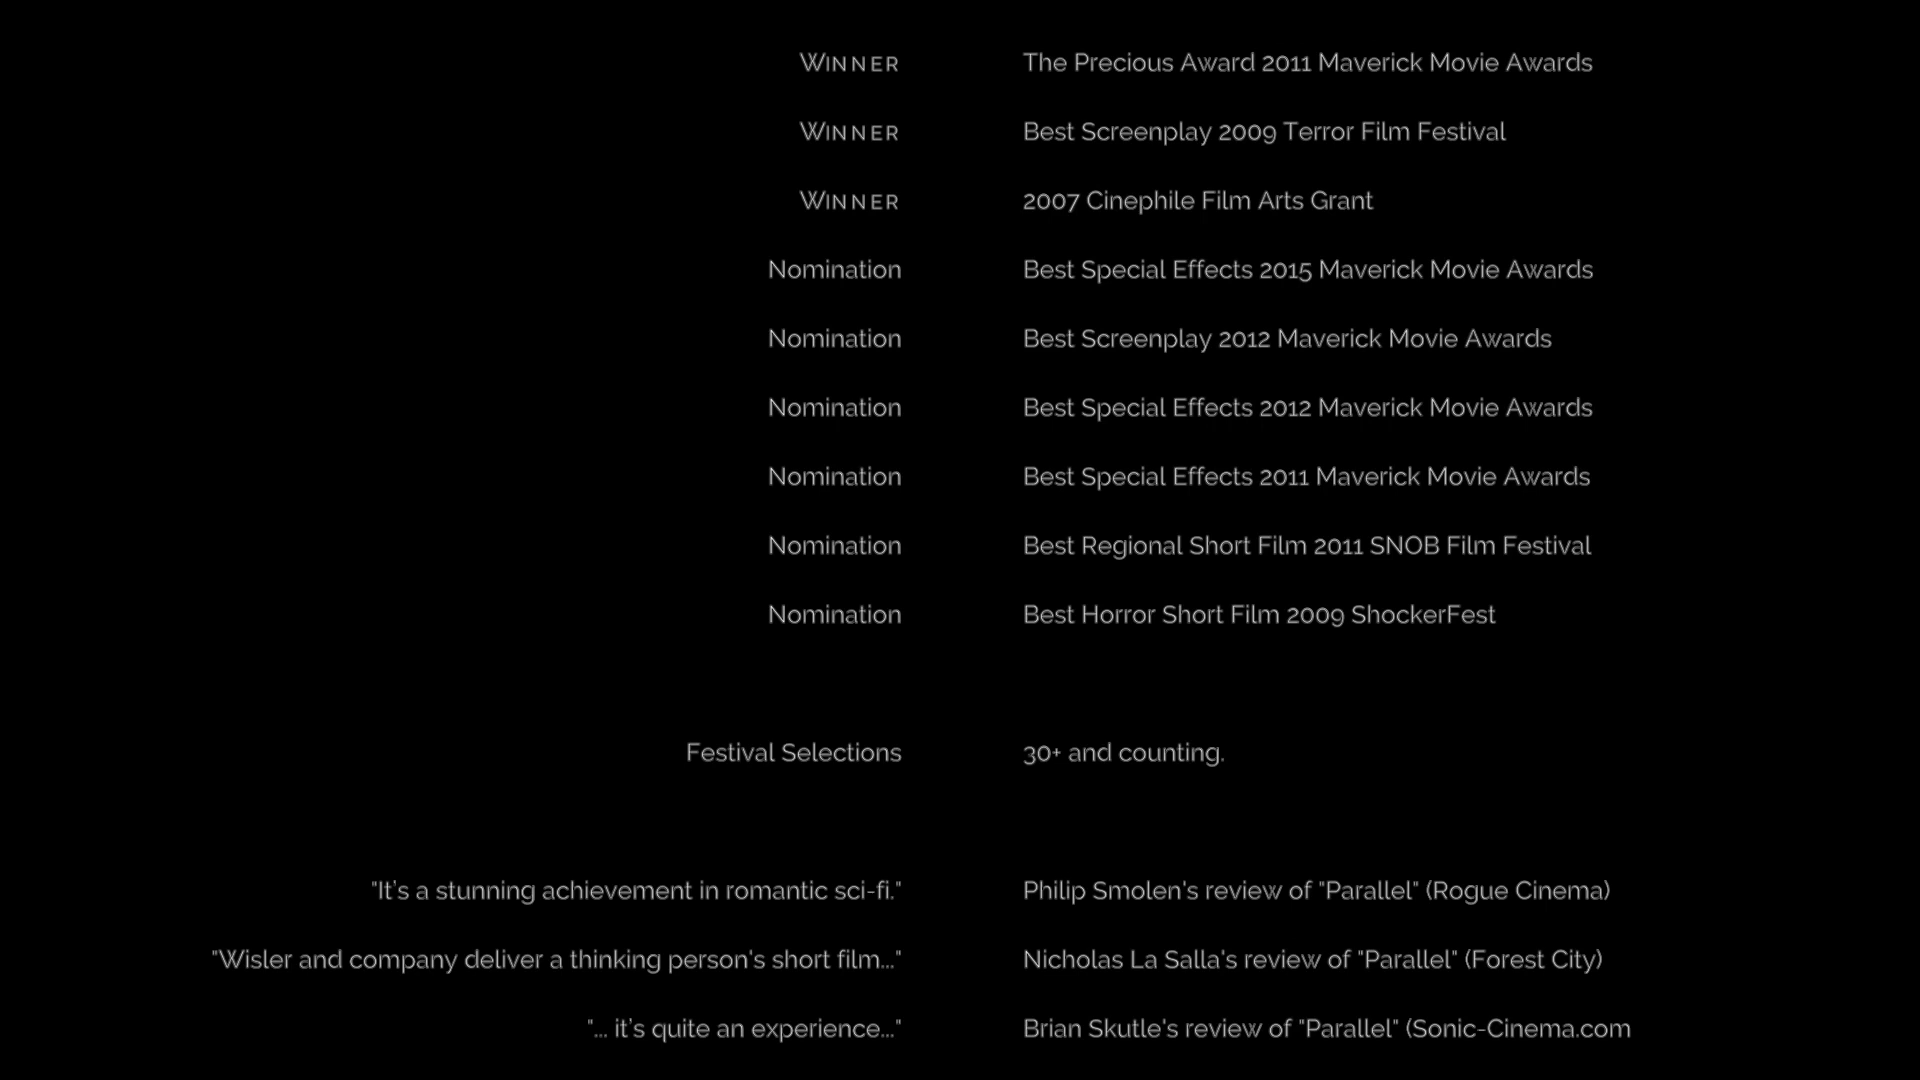 Winner The Precious Award 2011 Maverick Movie Awards
Winner Best Screenplay 2009 Terror Film Festival
Winner 2007 Cinephile Film Arts Grant
Nomination Best Special Effects 2015 Maverick Movie Awards
Nomination Best Screenplay 2012 Maverick Movie Awards
Nomination Best Special Effects 2012 Maverick Movie Awards
Nomination Best Special Effects 2011 Maverick Movie Awards
Nomination Best Regional Short Film 2011 SNOB Film Festival
Nomination Best Horror Short Film 2009 ShockerFest
Festival Selections 30+ and counting.
"It's a stunning achievement in romantic sci-fi." Philip Smolen's review of "Parallel" (Rogue Cinema)
"Wisler and company deliver a thinking person's short film..." Nicholas La Salla's review of "Parallel" (Forest City)
"... it's quite an experience..." Brian Skutle's review of "Parallel" (Sonic-Cinema.com